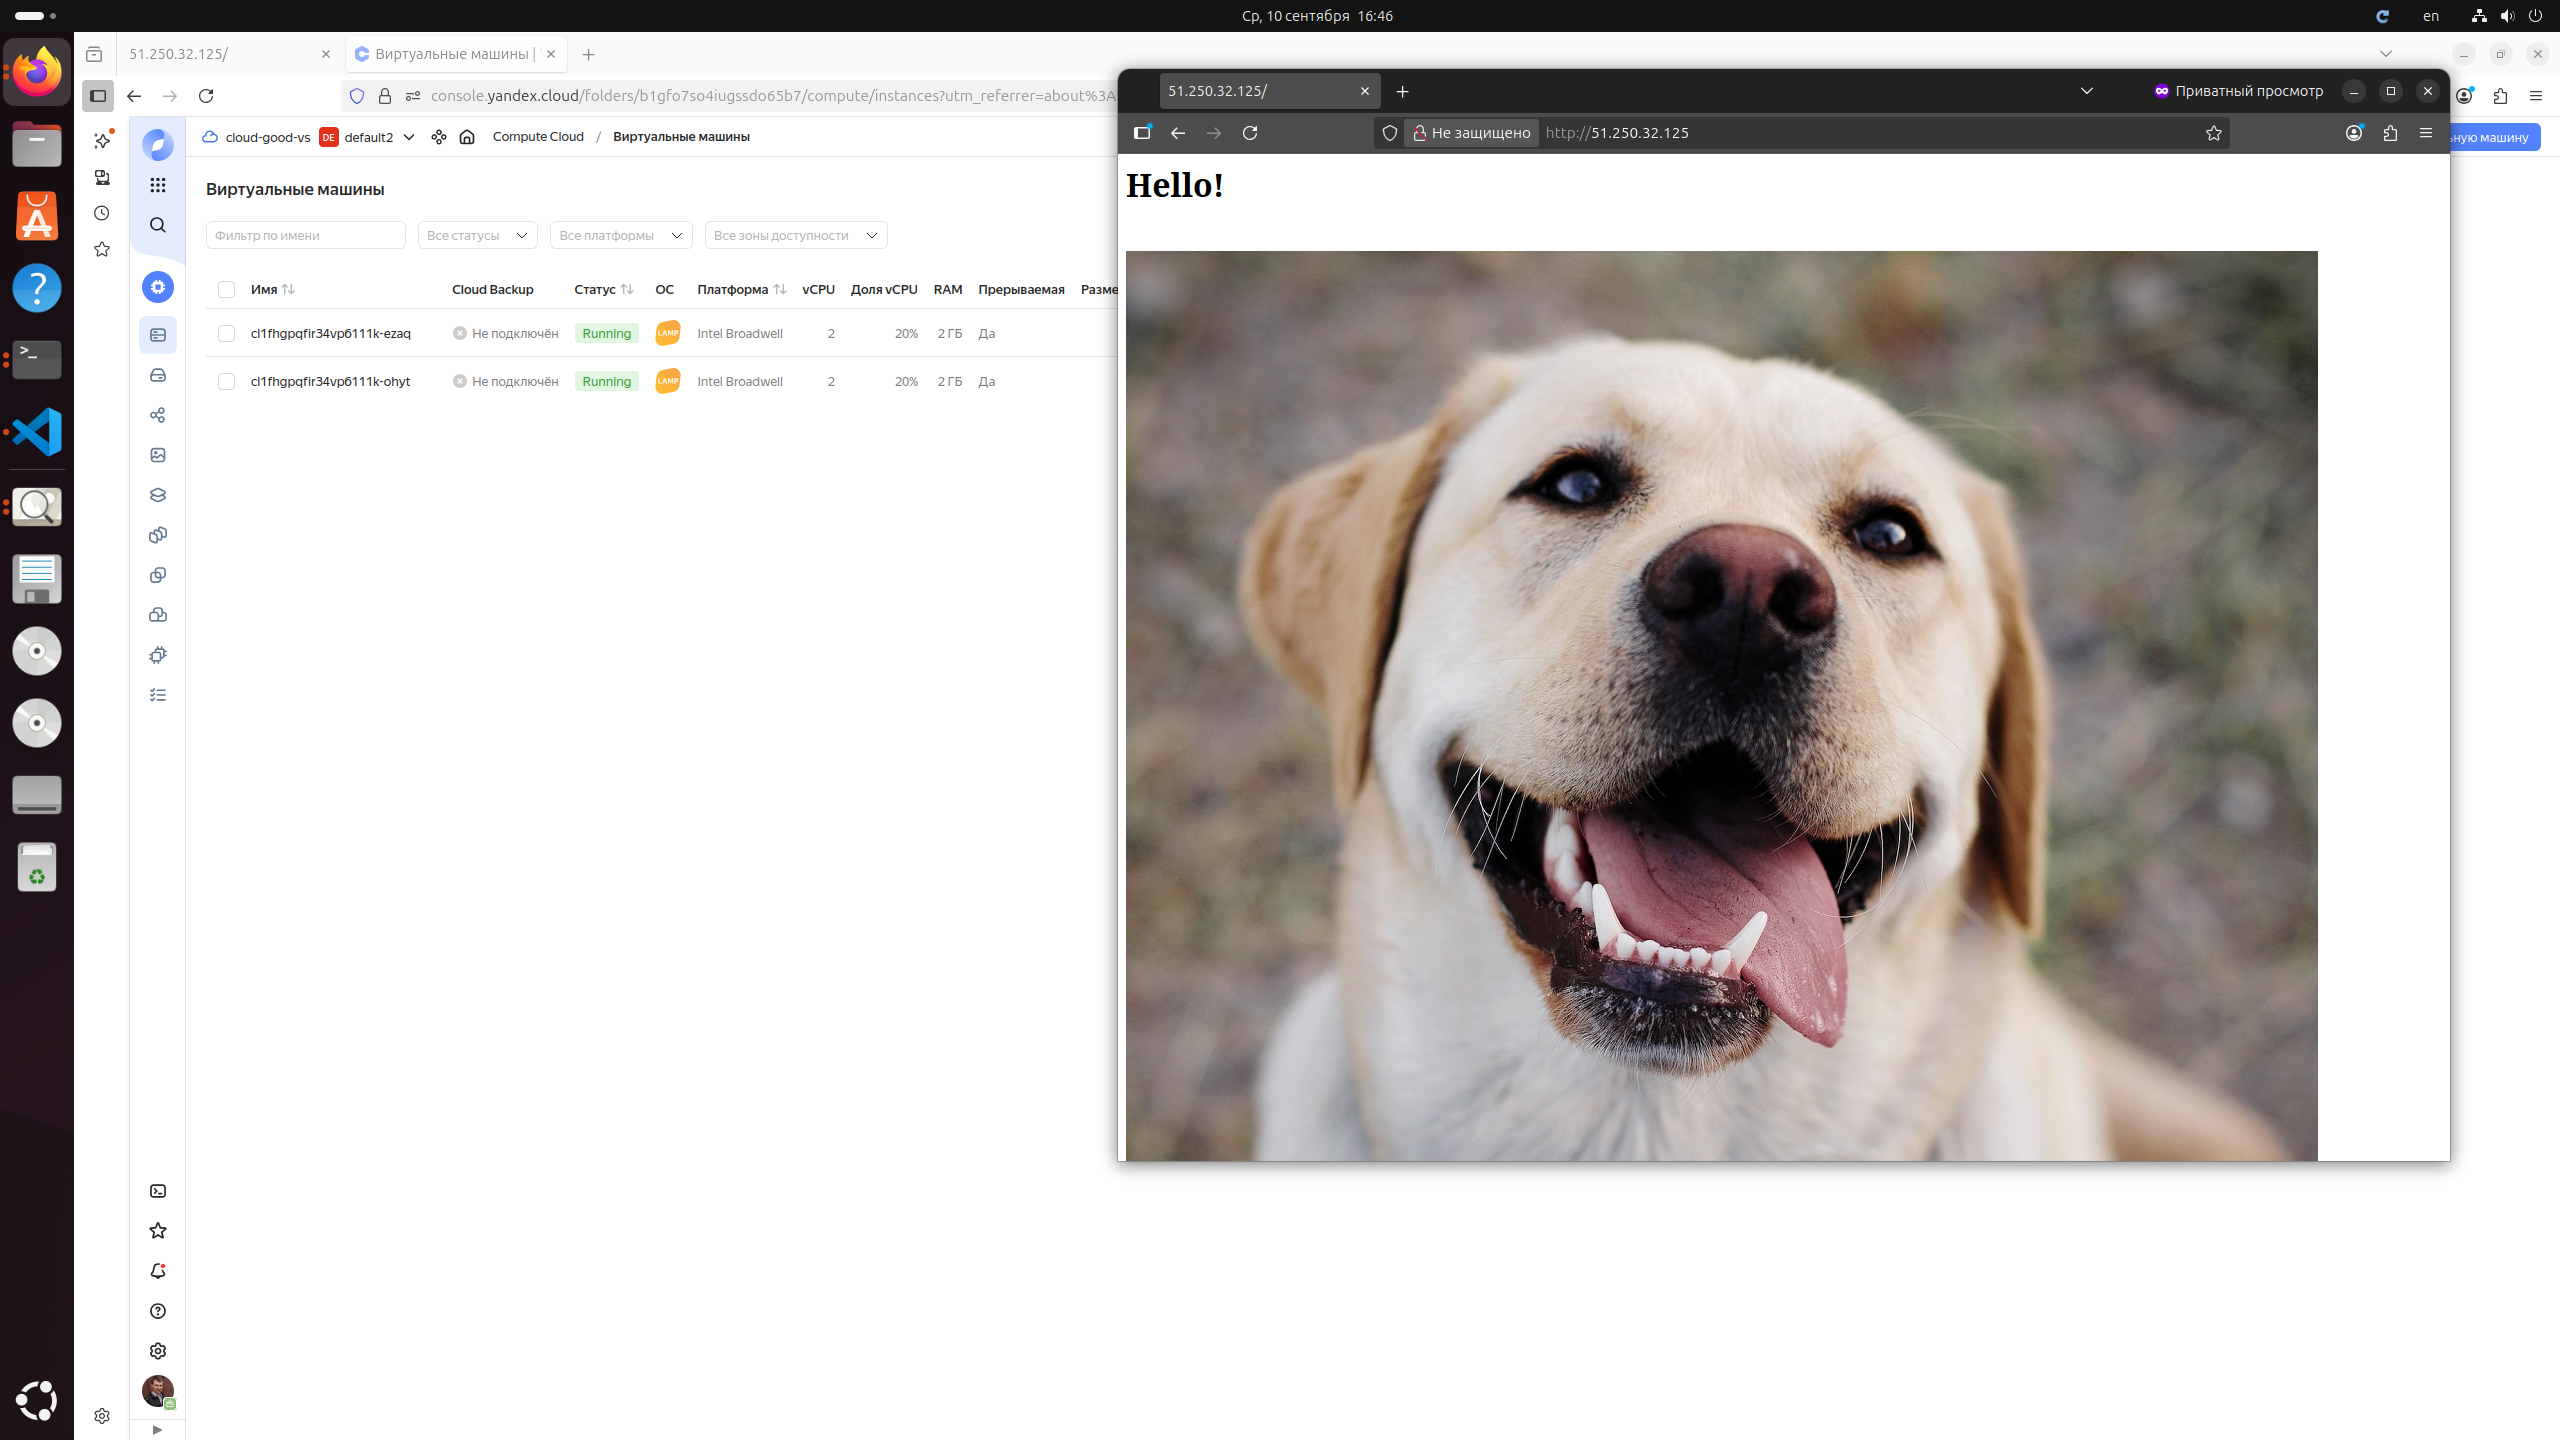 Ср, 10 сентября 16:46
en
51.250.32.125/
Виртуальные машины |
console.yandex.cloud/folders/b1gfo7so4iugssdo65b7/compute/instances?utm_referrer=about%3A
cloud-good-vs DE default2 Compute Cloud / Виртуальные машины
ьную машину
Виртуальные машины
Фильтр по имени Все статусы Все платформы Все зоны доступности
Имя Cloud Backup Статус ОС Платформа vCPU Доля vCPU RAM Прерываемая Разме
cl1fhgpqfir34vp6111k-ezaq Не подключён Running LAMP Intel Broadwell 2 20% 2 ГБ Да
cl1fhgpqfir34vp6111k-ohyt Не подключён Running LAMP Intel Broadwell 2 20% 2 ГБ Да
51.250.32.125/
Приватный просмотр
Не защищено http://51.250.32.125
Hello!